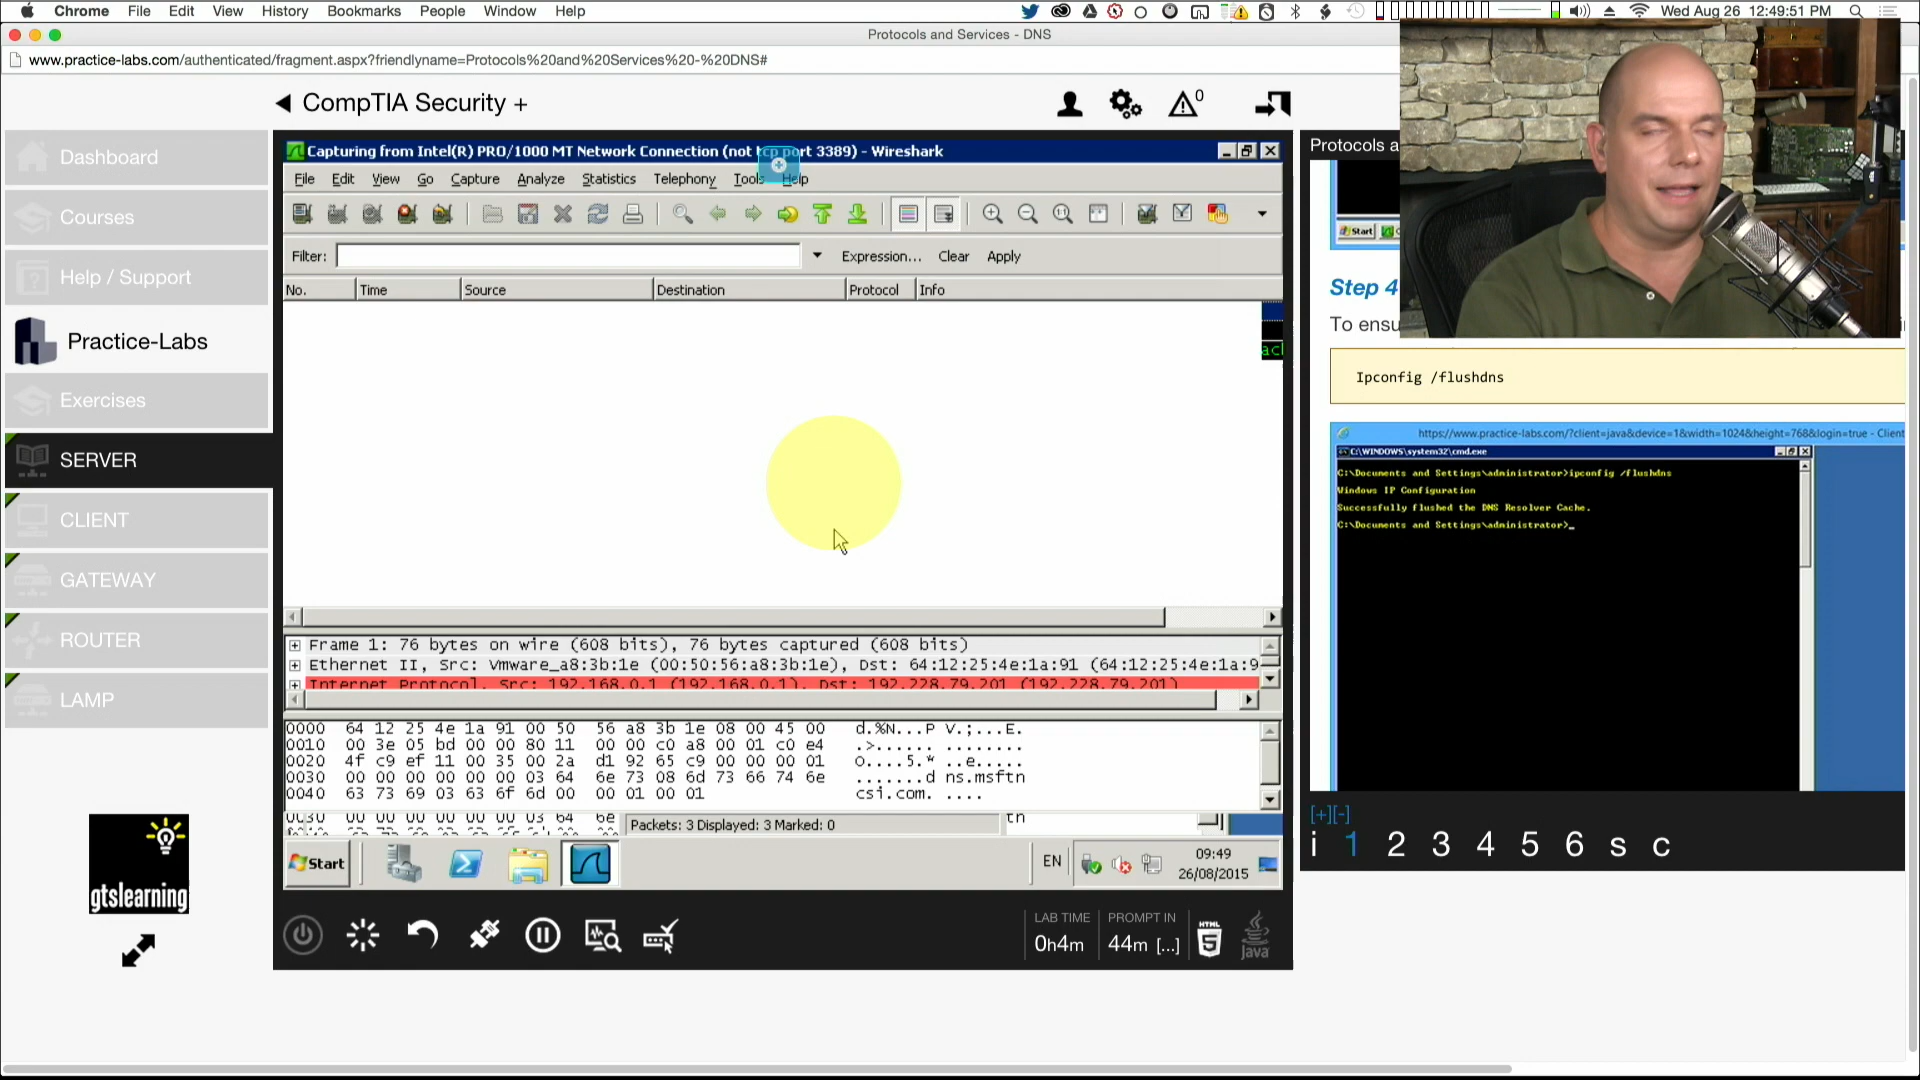 Chrome File Edit View History Bookmarks People Window Help
Wed Aug 26 12:49:51 PM
Protocols and Services - DNS
www.practice-labs.com/authenticated/fragment.aspx?friendlyname=Protocols%20and%20Services%20-%20DNS#
CompTIA Security +
0
Dashboard
Courses
Help / Support
Practice-Labs
Exercises
SERVER
CLIENT
GATEWAY
ROUTER
LAMP
gtslearning
Capturing from Intel(R) PRO/1000 MT Network Connection (not tcp port 3389) - Wireshark
File Edit View Go Capture Analyze Statistics Telephony Tools Help
Filter: Expression... Clear Apply
No. Time Source Destination Protocol Info
Frame 1: 76 bytes on wire (608 bits), 76 bytes captured (608 bits)
Ethernet II, Src: Vmware_a8:3b:1e (00:50:56:a8:3b:1e), Dst: 64:12:25:4e:1a:91 (64:12:25:4e:1a:9
Internet Protocol, Src: 192.168.0.1 (192.168.0.1), Dst: 192.228.79.201 (192.228.79.201)
0000 64 12 25 4e 1a 91 00 50 56 a8 3b 1e 08 00 45 00 d.%N...P V.;...E.
0010 00 3e 05 bd 00 00 80 11 00 00 c0 a8 00 01 c0 e4 .>...... ........
0020 4f c9 ef 11 00 35 00 2a d1 92 65 c9 00 00 00 01 O....5.* ..e.....
0030 00 00 00 00 00 00 03 64 6e 73 08 6d 73 66 74 6e .......d ns.msftn
0040 63 73 69 03 63 6f 6d 00 00 01 00 01 csi.com. ....
Packets: 3 Displayed: 3 Marked: 0
Start
EN
09:49
26/08/2015
LAB TIME
0h4m
PROMPT IN
44m [...]
HTML
5
java
Protocols a
Start
Step 4
To ensu
Ipconfig /flushdns
https://www.practice-labs.com/?client=java&device=1&width=1024&height=768&login=true - Client
C:\WINDOWS\system32\cmd.exe
C:\Documents and Settings\administrator>ipconfig /flushdns
Windows IP Configuration
Successfully flushed the DNS Resolver Cache.
C:\Documents and Settings\administrator>_
[+][-]
i 1 2 3 4 5 6 s c